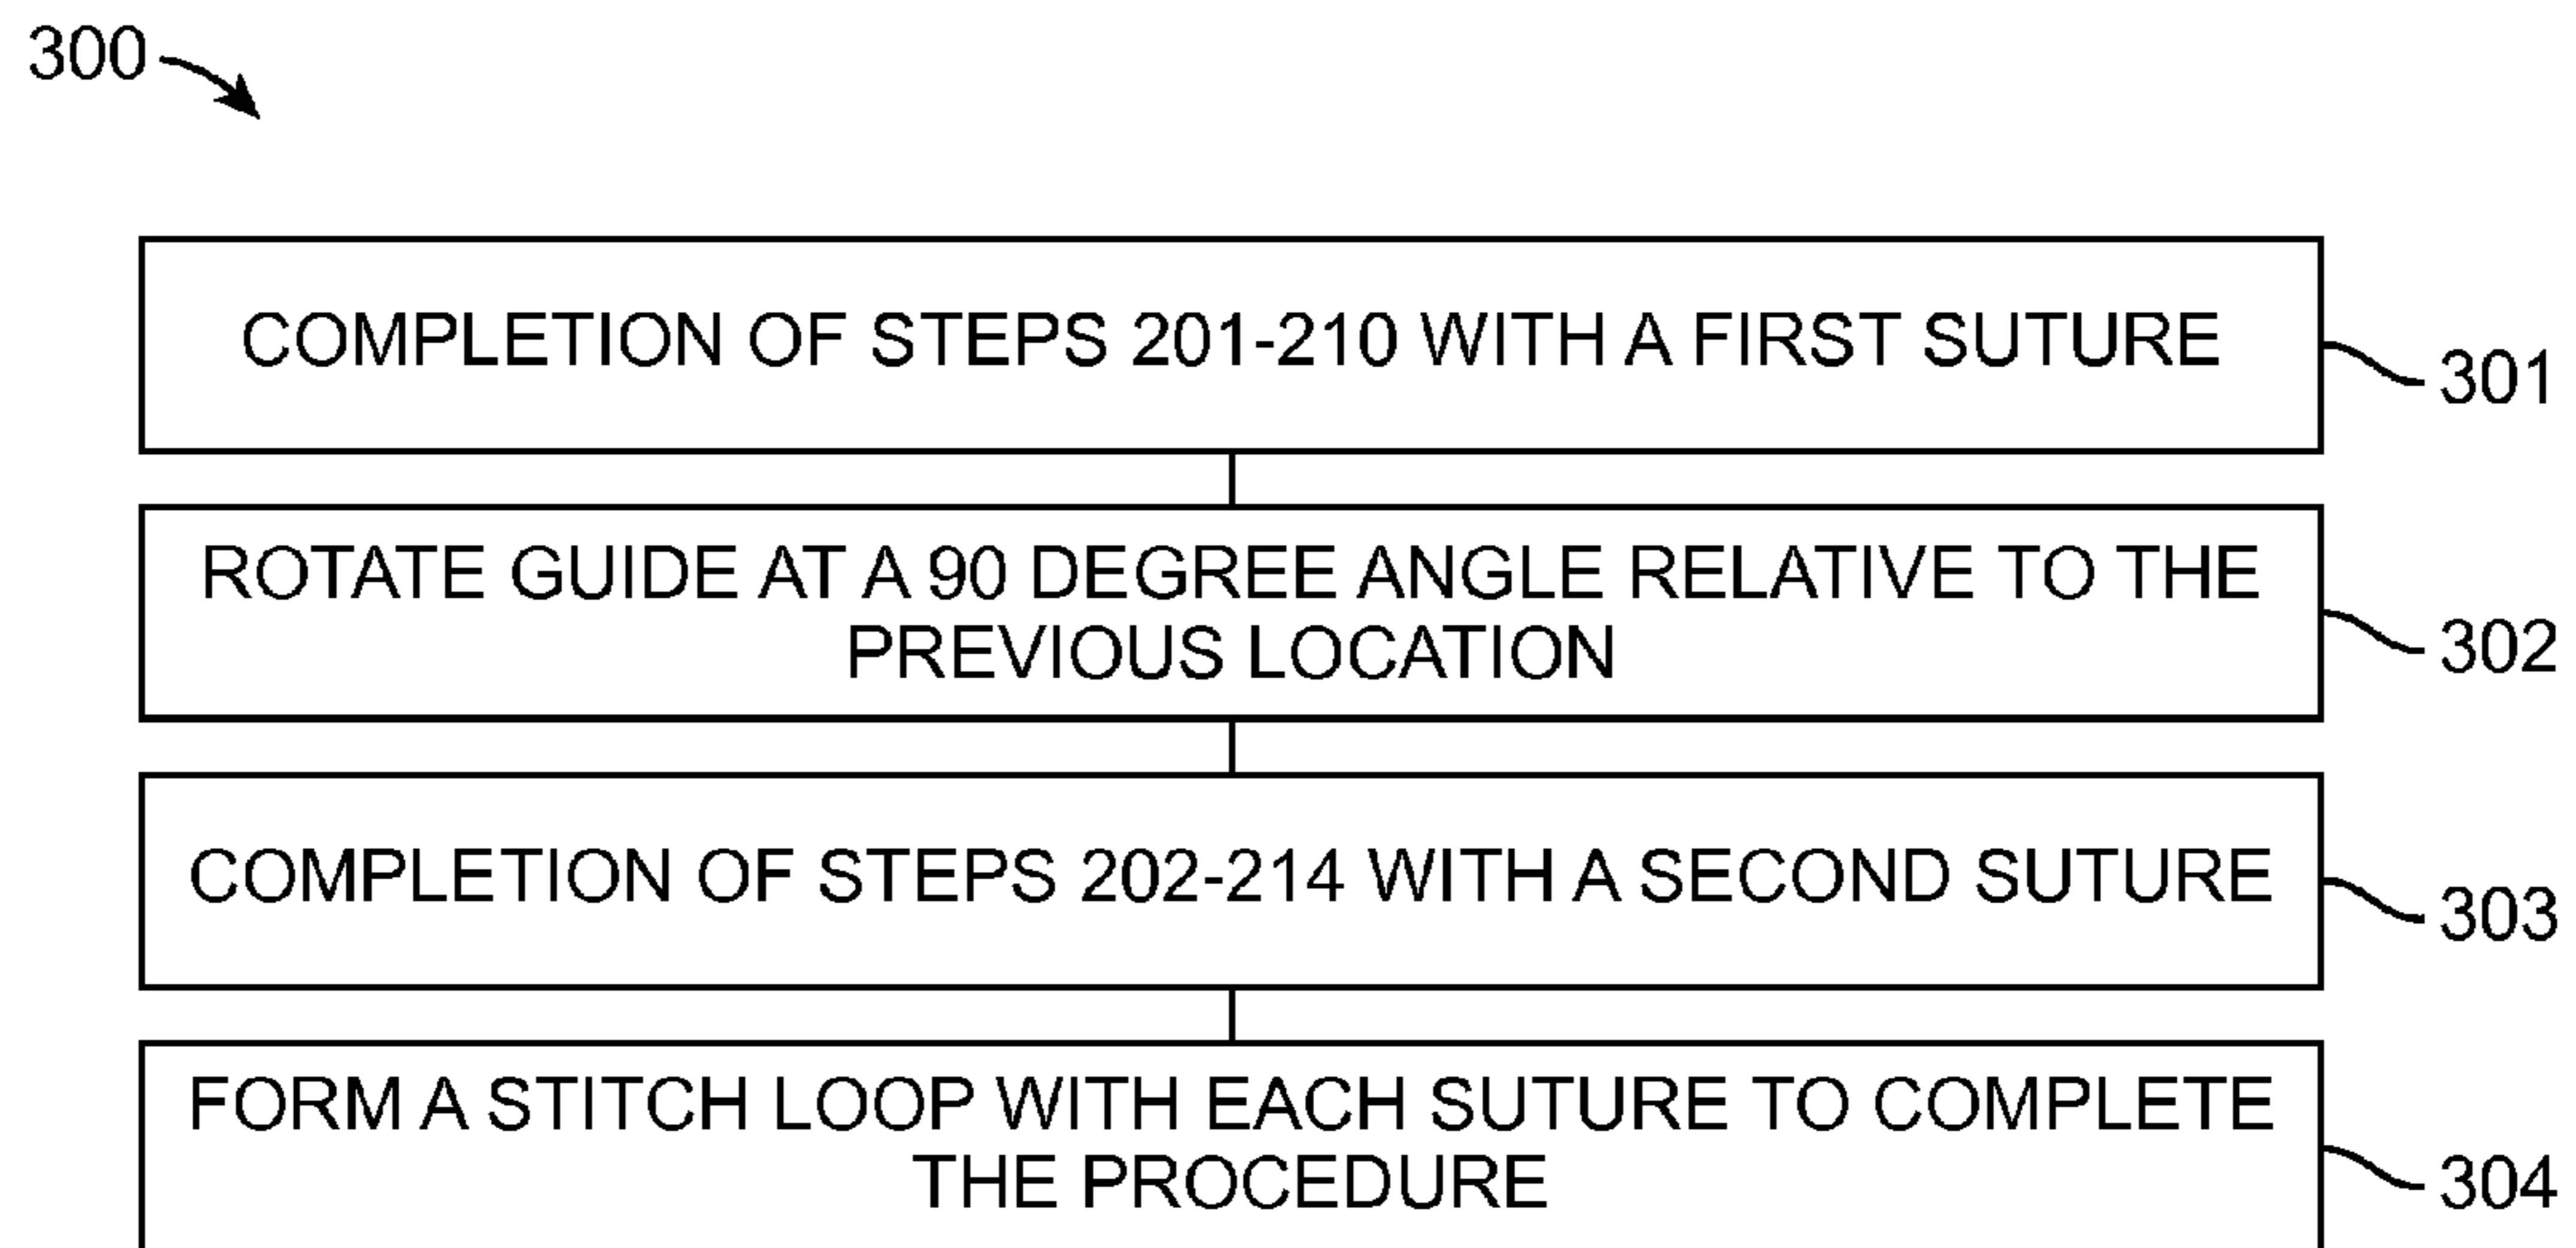 300
COMPLETION OF STEPS 201-210 WITH A FIRST SUTURE
301
ROTATE GUIDE AT A 90 DEGREE ANGLE RELATIVE TO THE
PREVIOUS LOCATION
302
COMPLETION OF STEPS 202-214 WITH A SECOND SUTURE
303
FORM A STITCH LOOP WITH EACH SUTURE TO COMPLETE
THE PROCEDURE
304